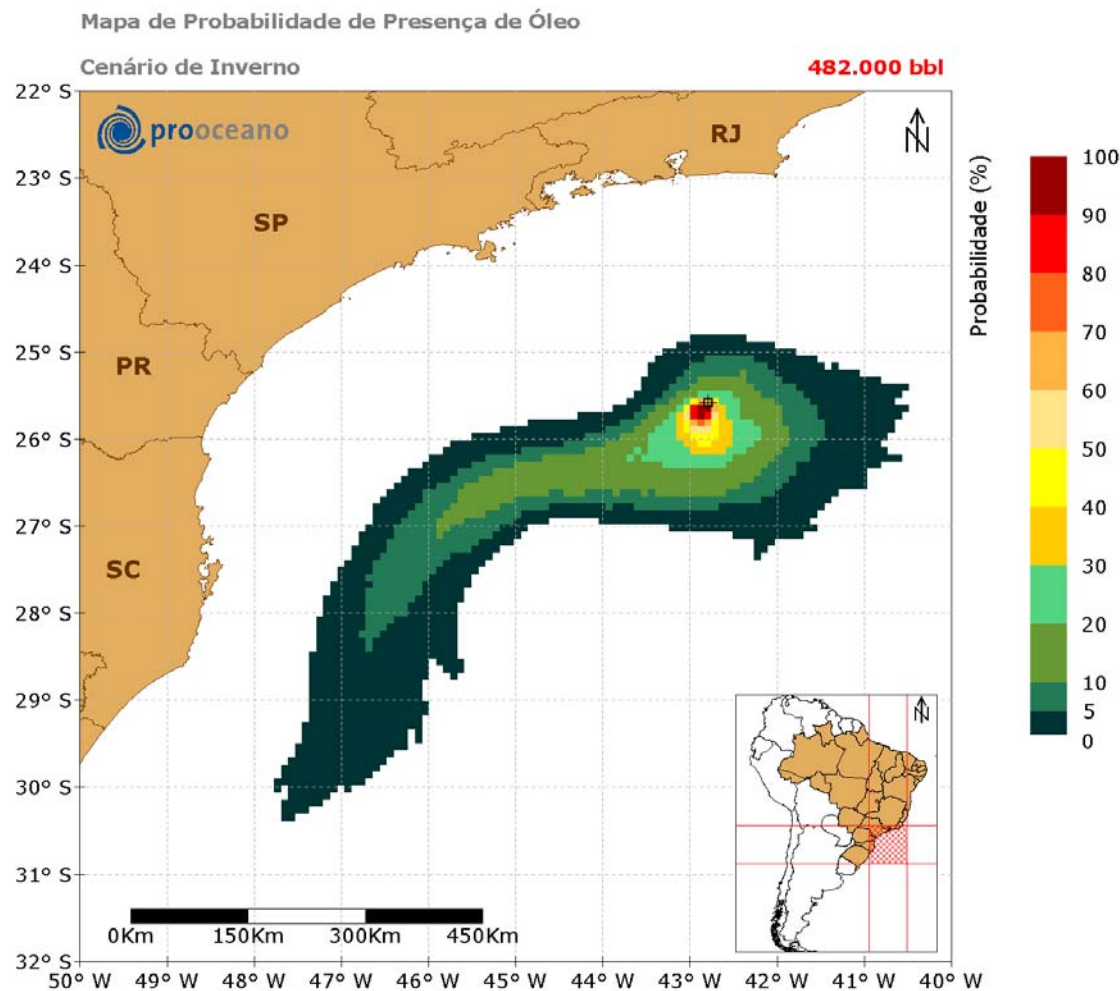 Mapa de Probabilidade de Presença de Óleo
Cenário de Inverno 482.000 bbl
prooceano
N
RJ
SP
PR
SC
22° S
23° S
24° S
25° S
26° S
27° S
28° S
29° S
30° S
31° S
32° S
50° W 49° W 48° W 47° W 46° W 45° W 44° W 43° W 42° W 41° W 40° W
0Km 150Km 300Km 450Km
N
Probabilidade (%)
100
90
80
70
60
50
40
30
20
10
5
0